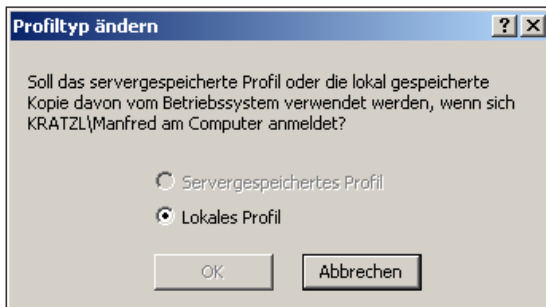 Profiltyp ändern
Soll das servergespeicherte Profil oder die lokal gespeicherte
Kopie davon vom Betriebssystem verwendet werden, wenn sich
KRATZL\Manfred am Computer anmeldet?
Servergespeichertes Profil
Lokales Profil
OK Abbrechen